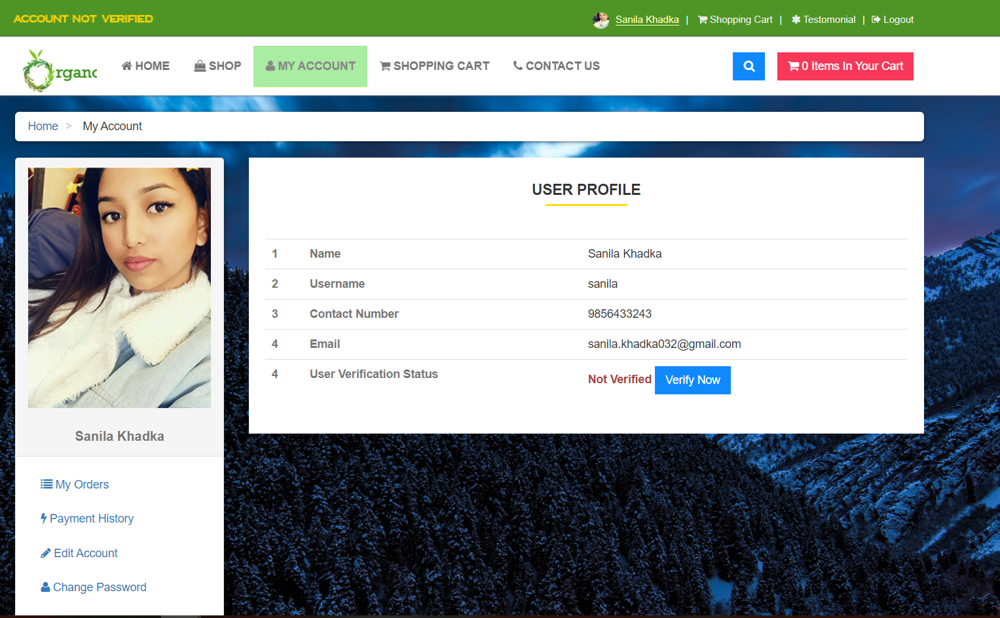 ACCOUNT NOT VERIFIED
Sanila Khadka | Shopping Cart | Testomonial | Logout
rganc HOME SHOP MY ACCOUNT SHOPPING CART CONTACT US 0 Items In Your Cart
Home > My Account
USER PROFILE
1 Name Sanila Khadka
2 Username sanila
3 Contact Number 9856433243
4 Email sanila.khadka032@gmail.com
4 User Verification Status Not Verified Verify Now
Sanila Khadka
My Orders
Payment History
Edit Account
Change Password